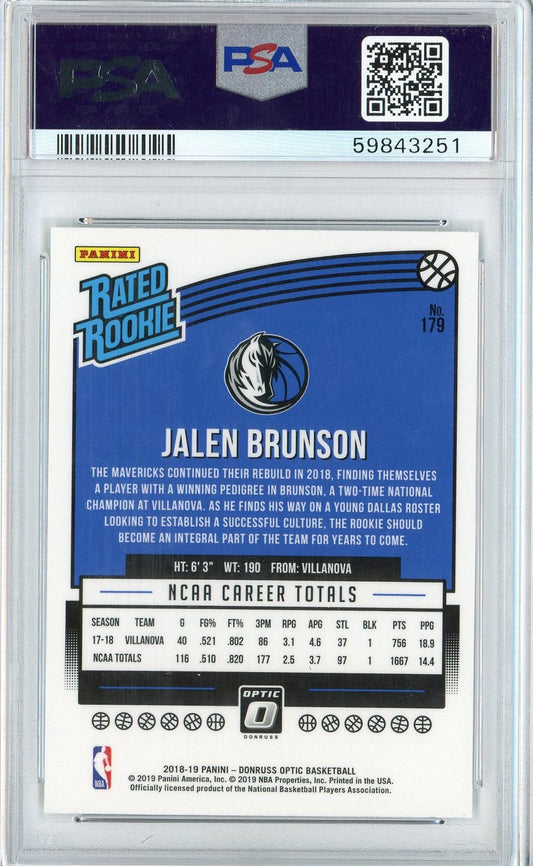 PSA
PSA
59843251
PANINI
RATED
ROOKIE
No.
179
JALEN BRUNSON
THE MAVERICKS CONTINUED THEIR REBUILD IN 2018, FINDING THEMSELVES
A PLAYER WITH A WINNING PEDIGREE IN BRUNSON, A TWO-TIME NATIONAL
CHAMPION AT VILLANOVA. AS HE FINDS HIS WAY ON A YOUNG DALLAS ROSTER
LOOKING TO ESTABLISH A SUCCESSFUL CULTURE, THE ROOKIE SHOULD
BECOME AN INTEGRAL PART OF THE TEAM FOR YEARS TO COME.
HT: 6' 3" WT: 190 FROM: VILLANOVA
NCAA CAREER TOTALS
SEASON TEAM G FG% FT% 3PM RPG APG STL BLK PTS PPG
17-18 VILLANOVA 40 .521 .802 86 3.1 4.6 37 1 756 18.9
NCAA TOTALS 116 .510 .820 177 2.5 3.7 97 1 1667 14.4
OPTIC
DONRUSS
NBA
2018-19 PANINI – DONRUSS OPTIC BASKETBALL
© 2019 Panini America, Inc. © 2019 NBA Properties, Inc. Printed in the USA.
Officially licensed product of the National Basketball Players Association.